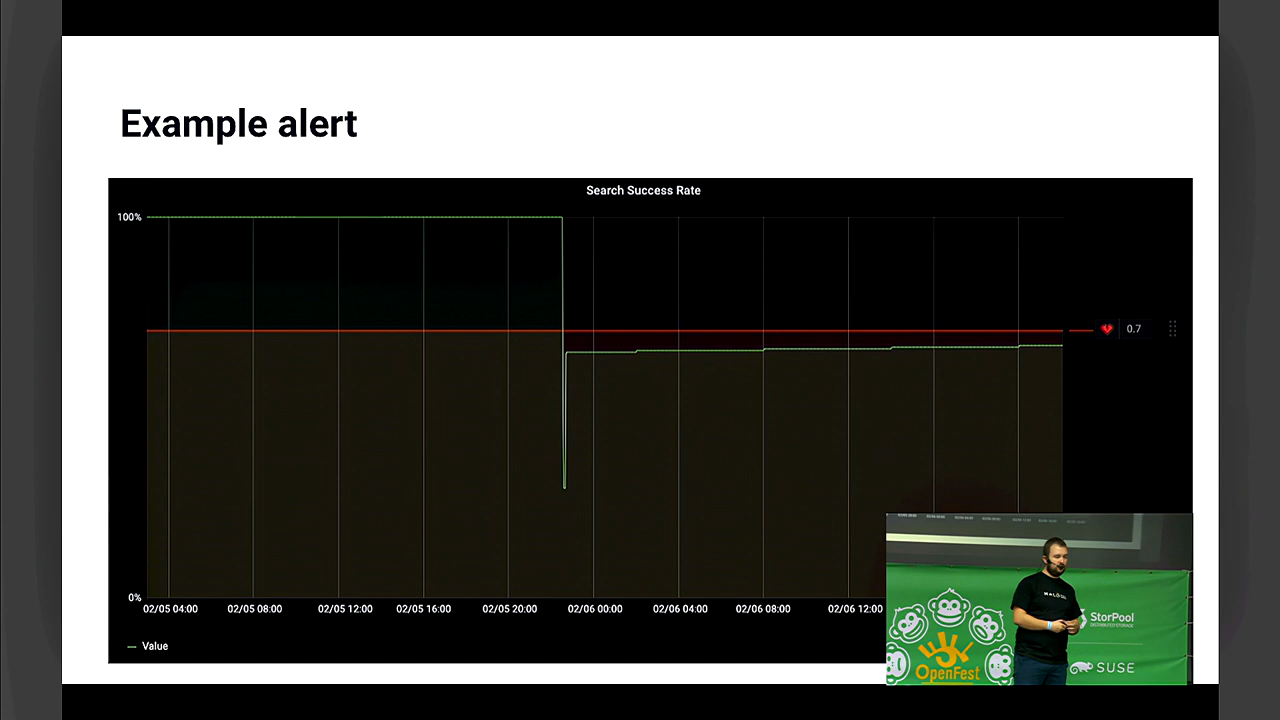 Example alert
Search Success Rate
100%
0.7
0%
02/05 04:00 02/05 08:00 02/05 12:00 02/05 16:00 02/05 20:00 02/06 00:00 02/06 04:00 02/06 08:00 02/06 12:00
Value
StorPool
SUSE
OpenFest